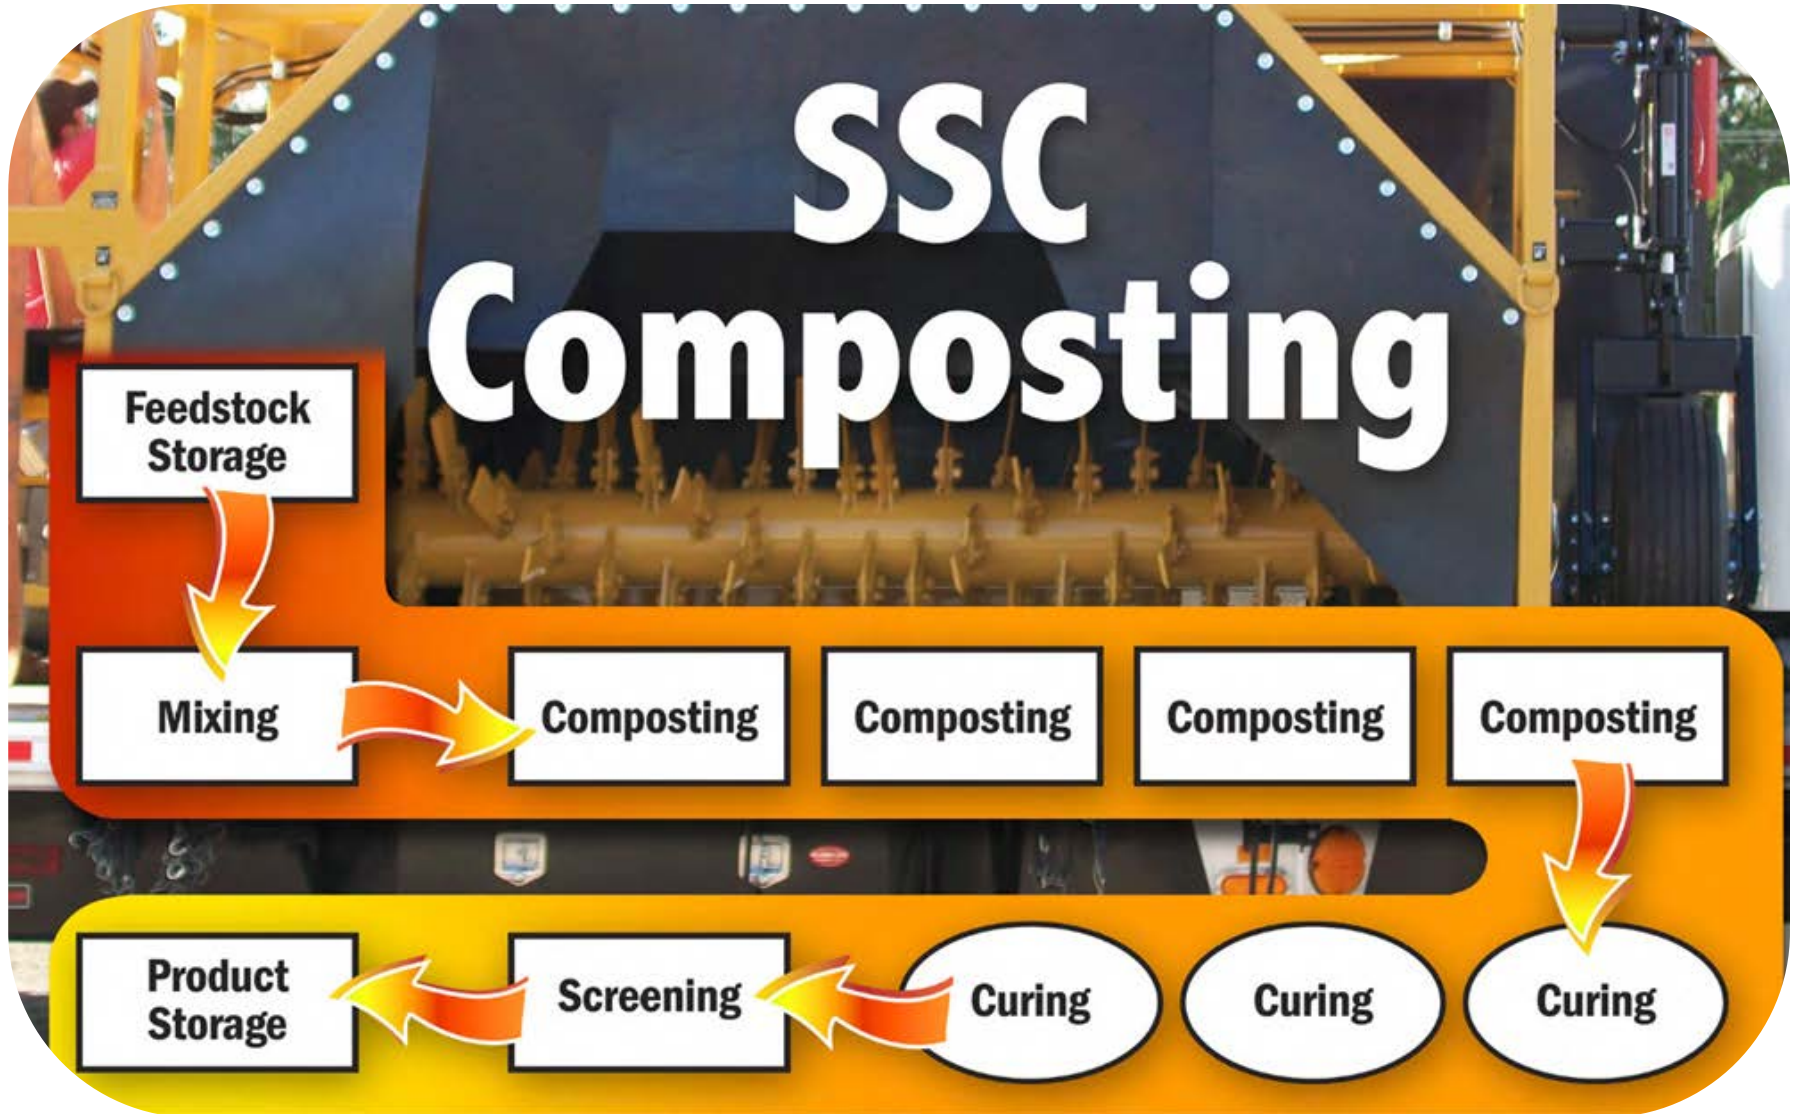 SSC
Composting
Feedstock
Storage
Mixing
Composting
Composting
Composting
Composting
Curing
Curing
Curing
Screening
Product
Storage